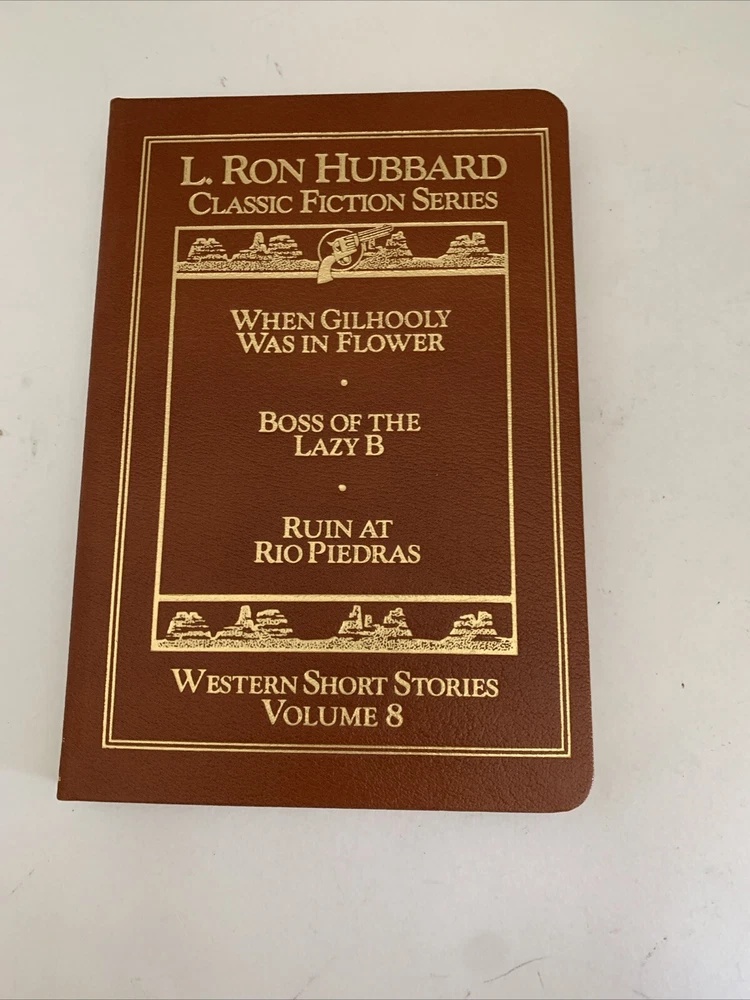 L. RON HUBBARD
CLASSIC FICTION SERIES
WHEN GILHOOLY
WAS IN FLOWER
•
BOSS OF THE
LAZY B
•
RUIN AT
RIO PIEDRAS
WESTERN SHORT STORIES
VOLUME 8